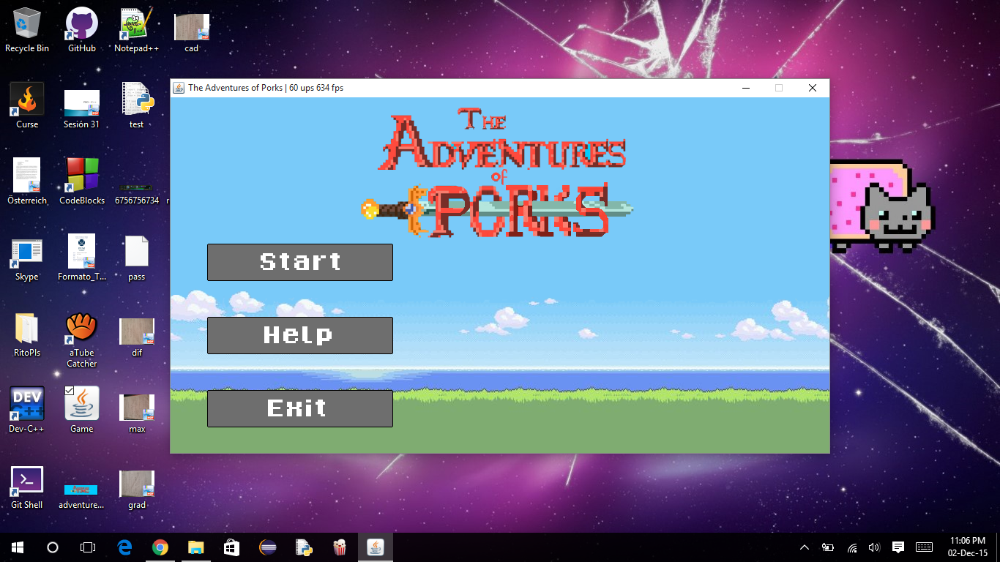 Recycle Bin
GitHub
Notepad++
cad
Curse
Sesión 31
test
Österreich
CodeBlocks
6756756734
r
Skype
Formato_T...
pass
RitoPls
aTube
Catcher
dif
DEV
C++
Dev-C++
Game
max
Git Shell
adventure...
grad
The Adventures of Porks | 60 ups 634 fps
The
Adventures
of
PORKS
Start
Help
Exit
11:06 PM
02-Dec-15